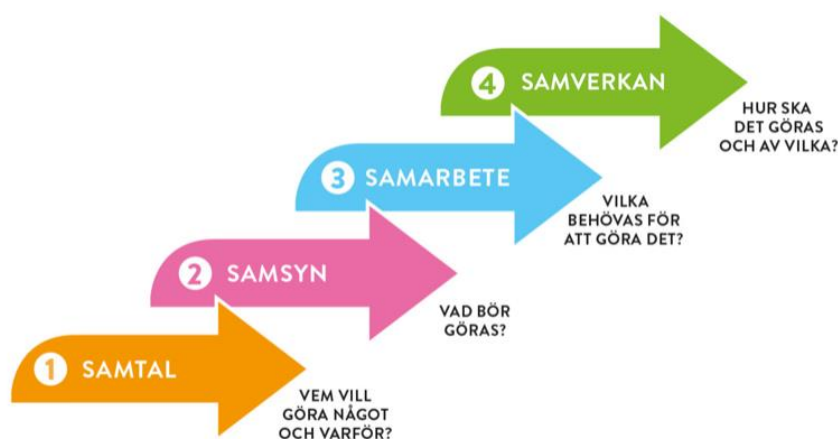 1 SAMTAL
VEM VILL
GÖRA NÅGOT
OCH VARFÖR?
2 SAMSYN
VAD BÖR
GÖRAS?
3 SAMARBETE
VILKA
BEHÖVAS FÖR
ATT GÖRA DET?
4 SAMVERKAN
HUR SKA
DET GÖRAS
OCH AV VILKA?